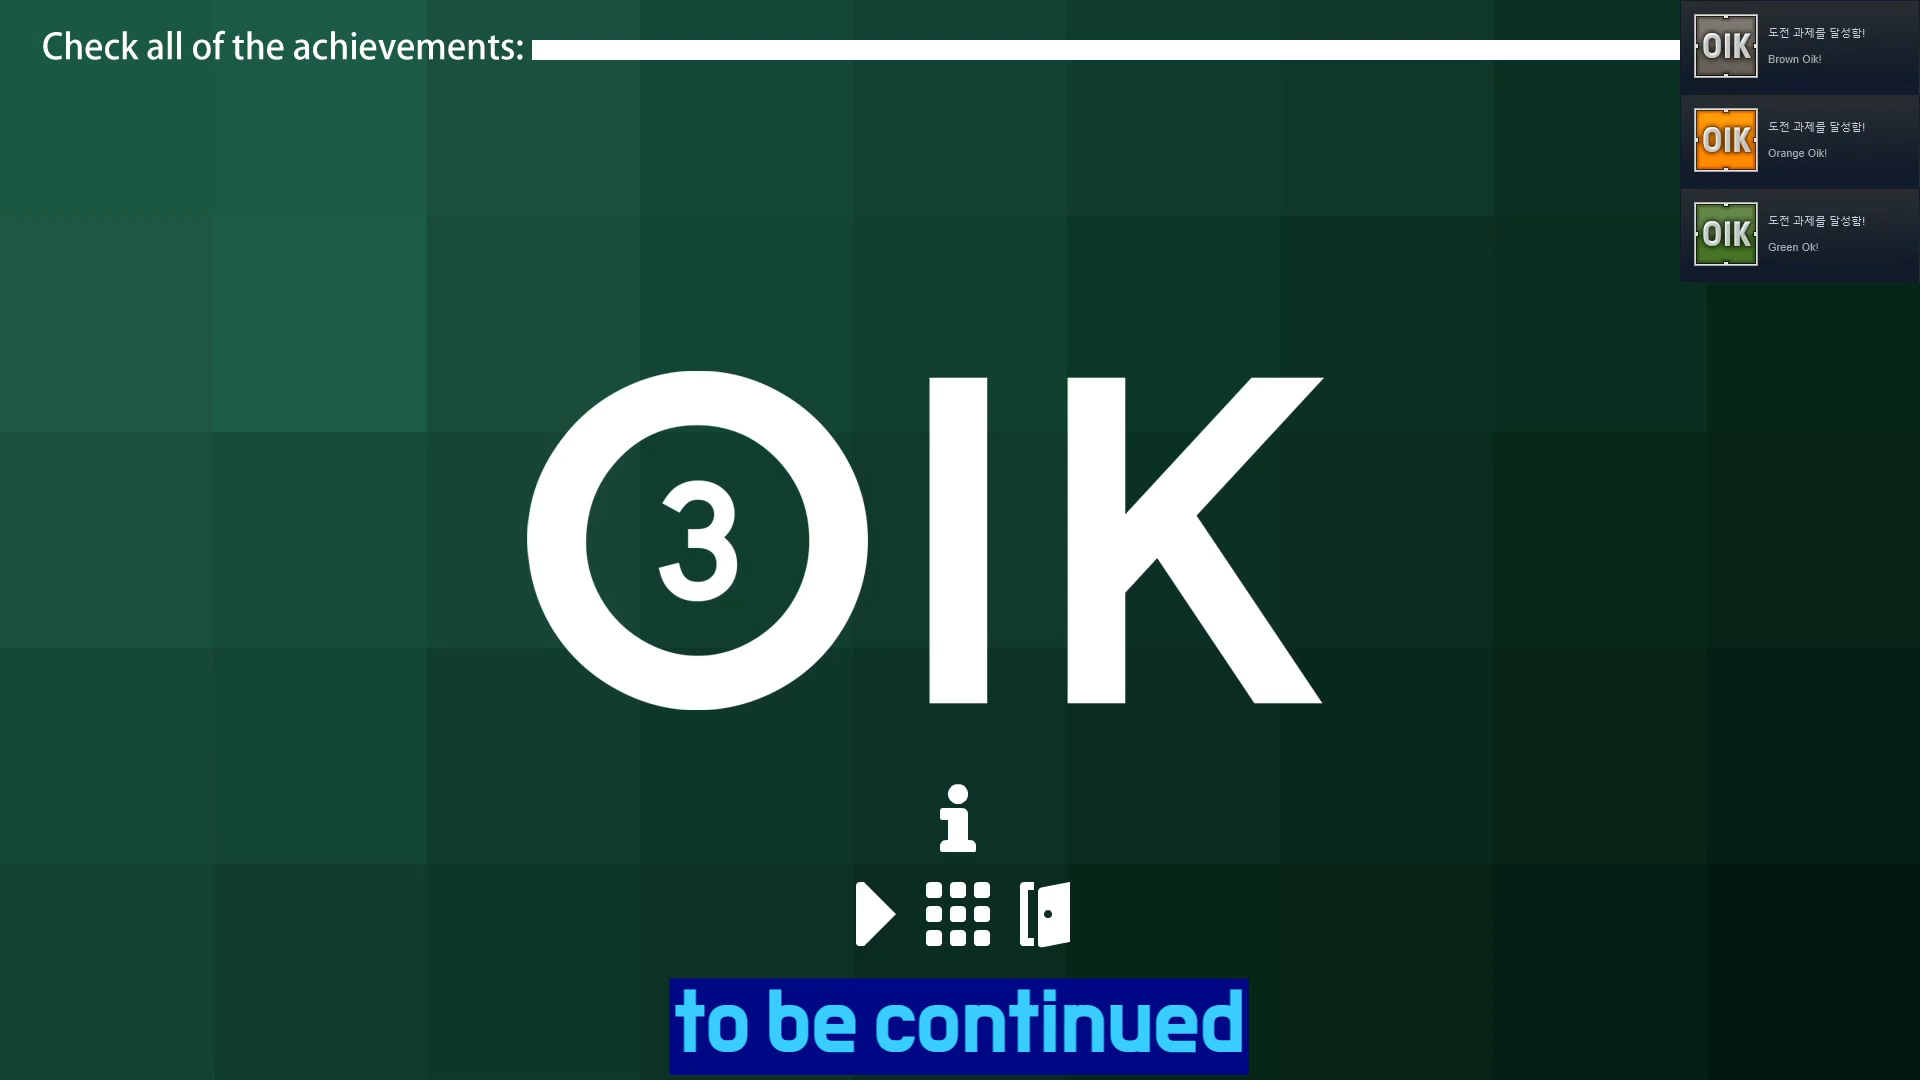 Check all of the achievements:
도전 과제를 달성함!
Brown Oik!
도전 과제를 달성함!
Orange Oik!
도전 과제를 달성함!
Green Ok!
OIK
OIK
OIK
3
OIK
to be continued